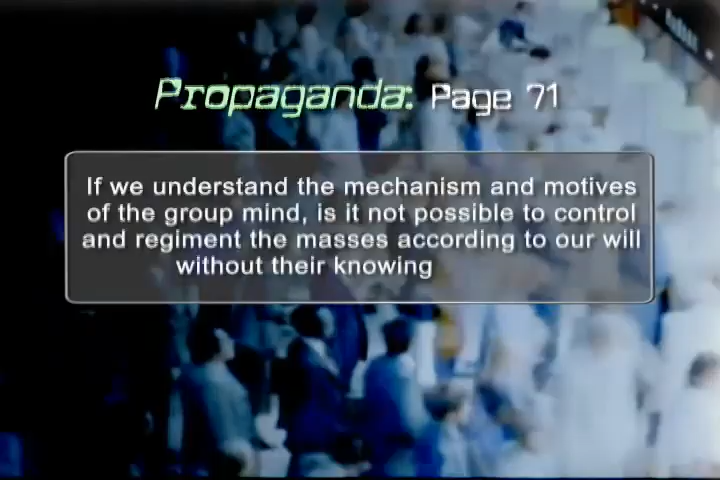 Propaganda: Page 71
If we understand the mechanism and motives
of the group mind, is it not possible to control
and regiment the masses according to our will
without their knowing